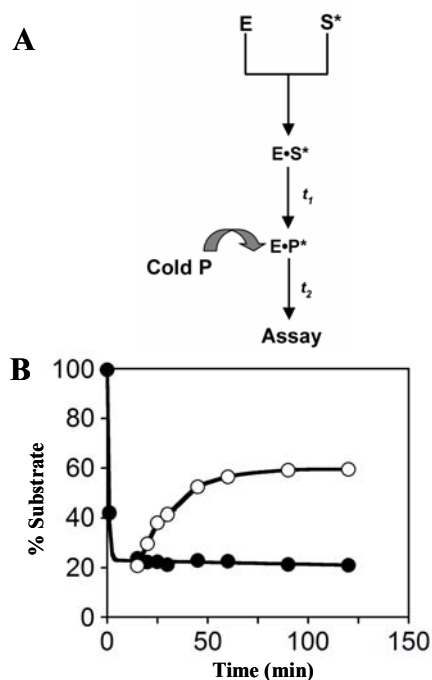 A
E S*
E•S*
t1
E•P*
Cold P
t2
Assay
B
100
80
60
40
20
0
% Substrate
0 50 100 150
Time (min)